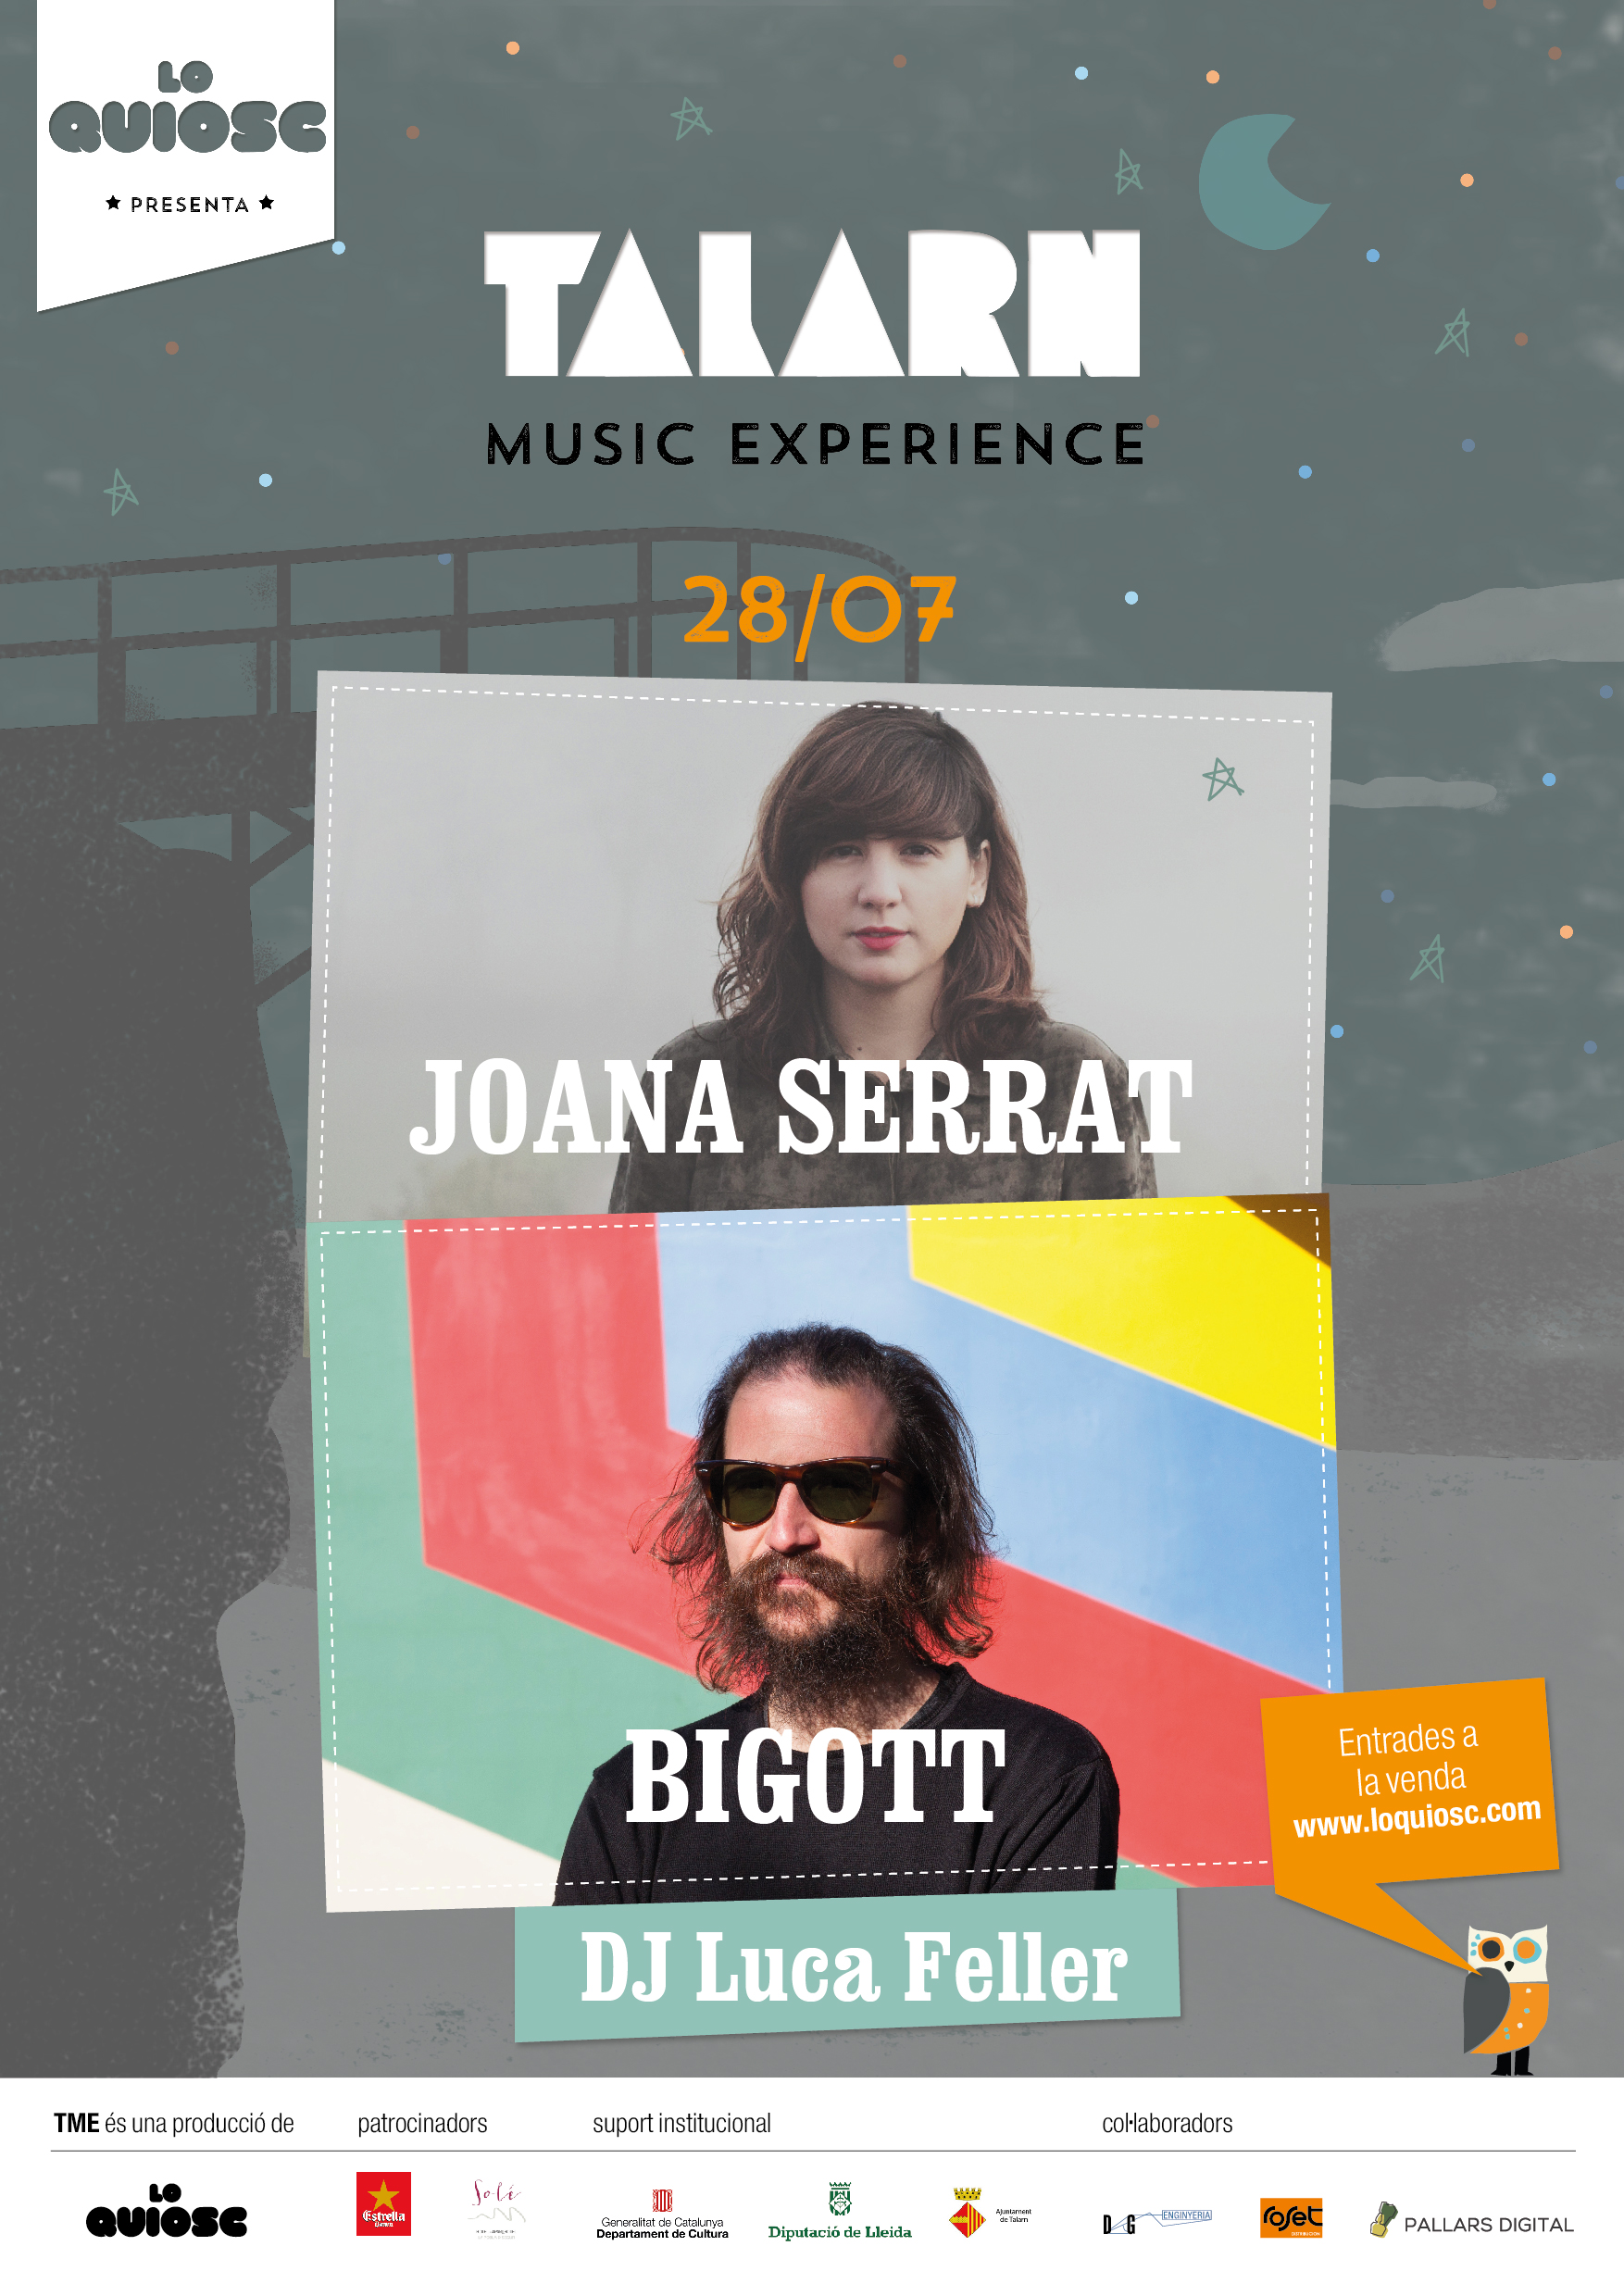 LO
QUIOSC
★ PRESENTA ★
TALARN
MUSIC EXPERIENCE
28/07
JOANA SERRAT
BIGOTT
DJ Luca Feller
Entrades a
la venda
www.loquiosc.com
TME és una producció de
patrocinadors
suport institucional
col·laboradors
LO
QUIOSC
Estrella
Damm
Solé
Generalitat de Catalunya
Departament de Cultura
Diputació de Lleida
Ajuntament
de Talarn
D G ENGINYERIA
roset
PALLARS DIGITAL